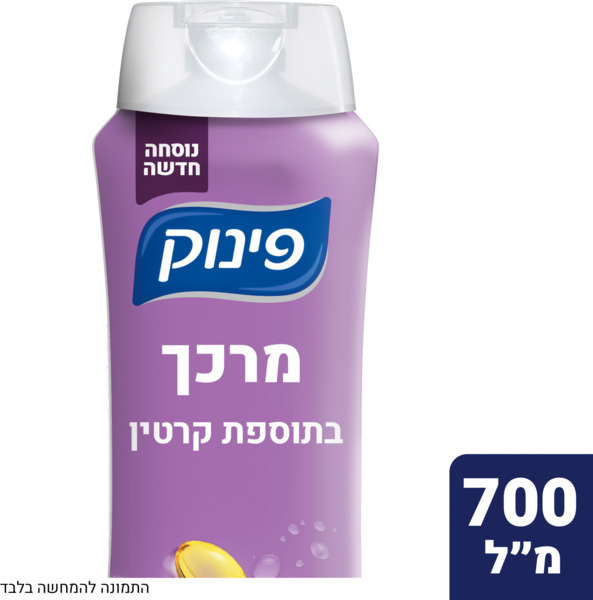 נוסחה
חדשה
פינוק
מרכך
בתוספת קרטין
700
מ״ל
התמונה להמחשה בלבד